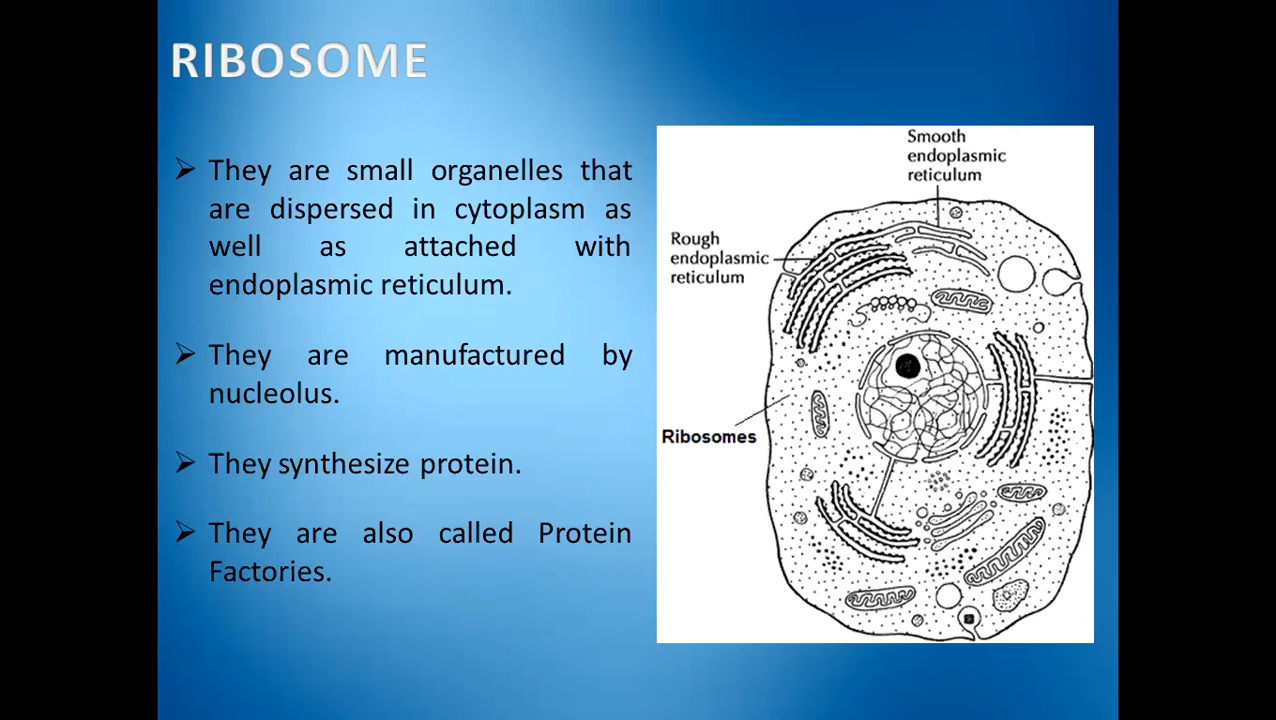 RIBOSOME
➢ They are small organelles that
are dispersed in cytoplasm as
well as attached with
endoplasmic reticulum.
➢ They are manufactured by
nucleolus.
➢ They synthesize protein.
➢ They are also called Protein
Factories.
Smooth
endoplasmic
reticulum
Rough
endoplasmic
reticulum
Ribosomes